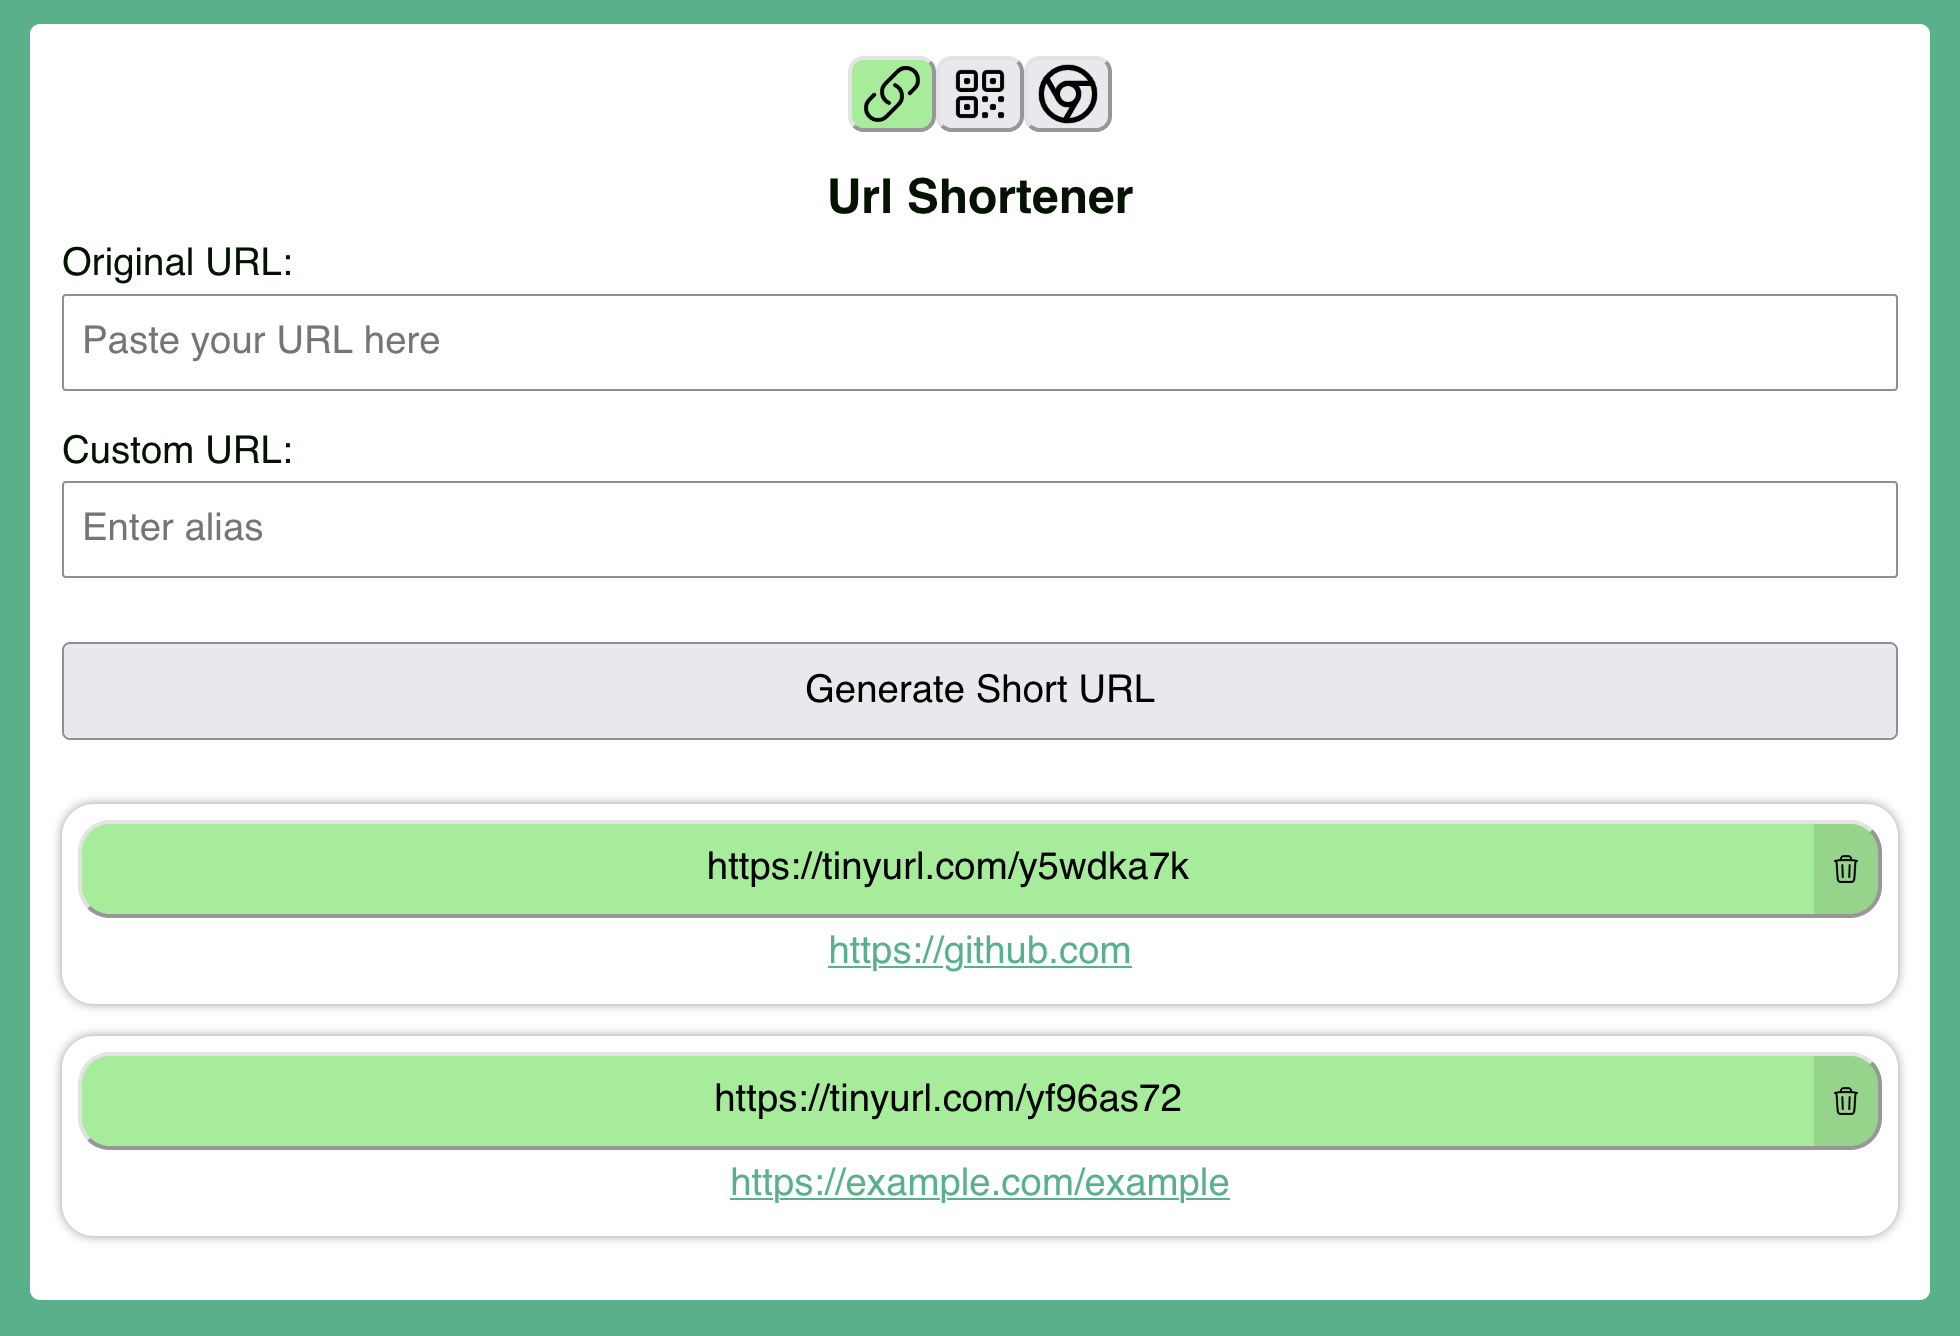 Url Shortener
Original URL:
Paste your URL here
Custom URL:
Enter alias
Generate Short URL
https://tinyurl.com/y5wdka7k
https://github.com
https://tinyurl.com/yf96as72
https://example.com/example